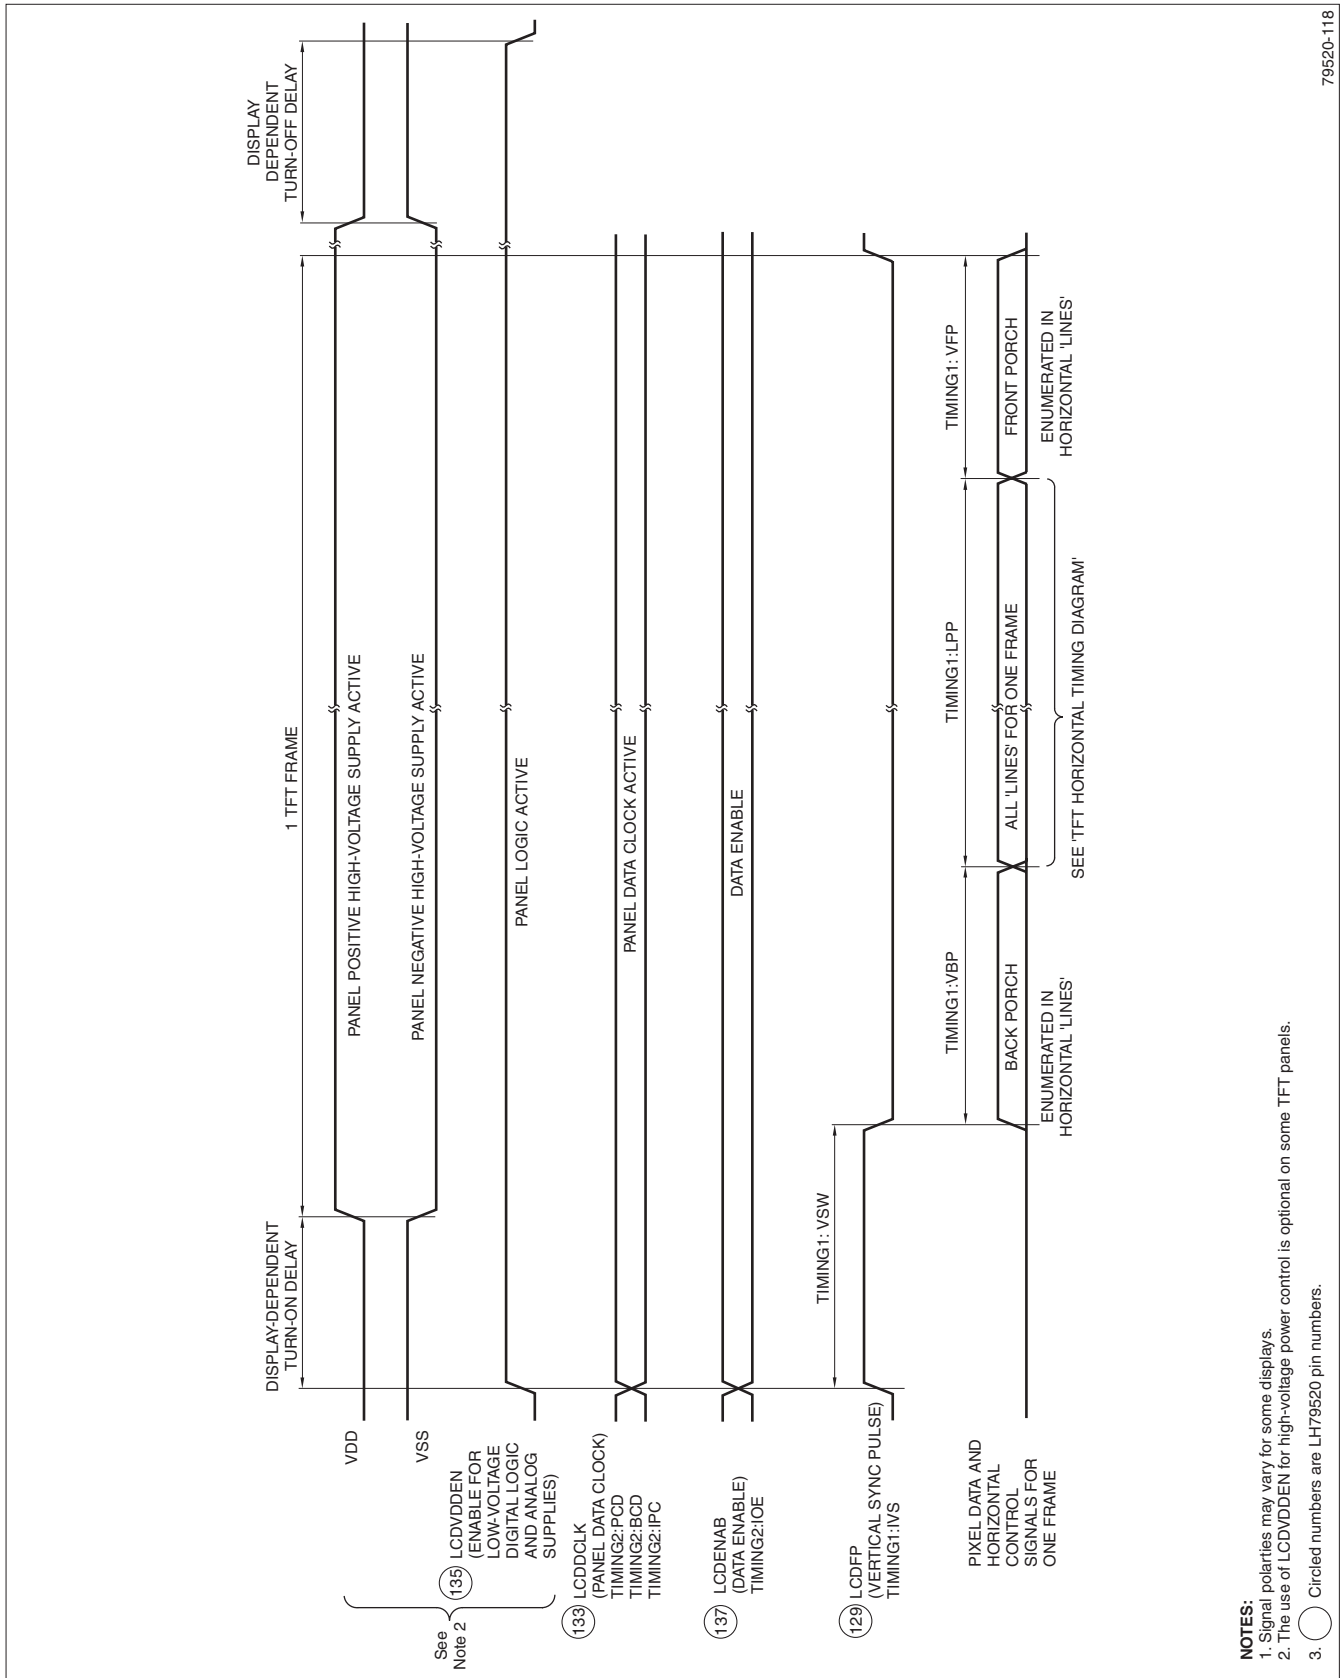 DISPLAY-DEPENDENT
TURN-ON DELAY
1 TFT FRAME
DISPLAY
DEPENDENT
TURN-OFF DELAY
VDD
PANEL POSITIVE HIGH-VOLTAGE SUPPLY ACTIVE
VSS
PANEL NEGATIVE HIGH-VOLTAGE SUPPLY ACTIVE
See
Note 2
135 LCDVDDEN
(ENABLE FOR
LOW-VOLTAGE
DIGITAL LOGIC
AND ANALOG
SUPPLIES)
PANEL LOGIC ACTIVE
133 LCDDCLK
(PANEL DATA CLOCK)
TIMING2:PCD
TIMING2:BCD
TIMING2:IPC
PANEL DATA CLOCK ACTIVE
137 LCDENAB
(DATA ENABLE)
TIMING2:IOE
DATA ENABLE
129 LCDFP
(VERTICAL SYNC PULSE)
TIMING1:IVS
TIMING1: VSW
TIMING1:VBP
TIMING1:LPP
TIMING1: VFP
PIXEL DATA AND
HORIZONTAL
CONTROL
SIGNALS FOR
ONE FRAME
BACK PORCH
ALL 'LINES' FOR ONE FRAME
FRONT PORCH
ENUMERATED IN
HORIZONTAL 'LINES'
SEE 'TFT HORIZONTAL TIMING DIAGRAM'
ENUMERATED IN
HORIZONTAL 'LINES'
NOTES:
1. Signal polarties may vary for some displays.
2. The use of LCDVDDEN for high-voltage power control is optional on some TFT panels.
3. Circled numbers are LH79520 pin numbers.
79520-118